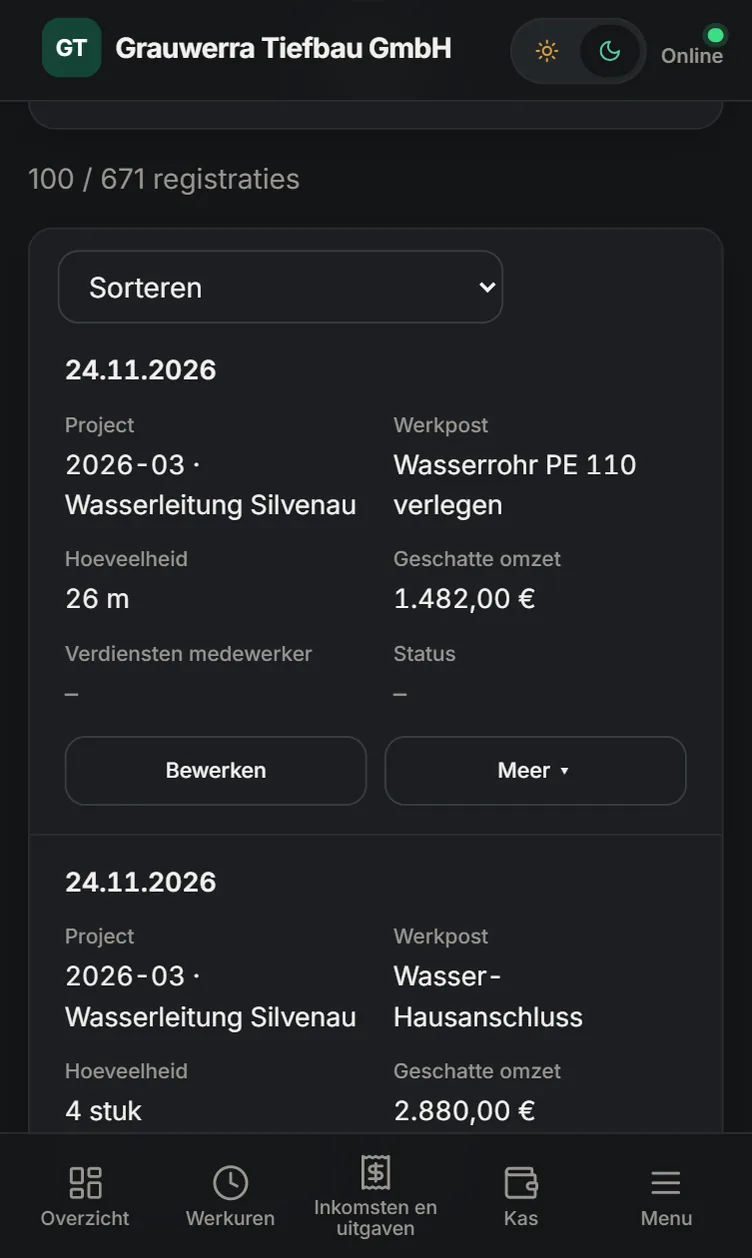 GT Grauwerra Tiefbau GmbH
Online
100 / 671 registraties
Sorteren
24.11.2026
Project
2026-03 ·
Wasserleitung Silvenau
Werkpost
Wasserrohr PE 110
verlegen
Hoeveelheid
26 m
Geschatte omzet
1.482,00 €
Verdiensten medewerker
–
Status
–
Bewerken
Meer ▾
24.11.2026
Project
2026-03 ·
Wasserleitung Silvenau
Werkpost
Wasser-
Hausanschluss
Hoeveelheid
4 stuk
Geschatte omzet
2.880,00 €
Overzicht
Werkuren
Inkomsten en
uitgaven
Kas
Menu